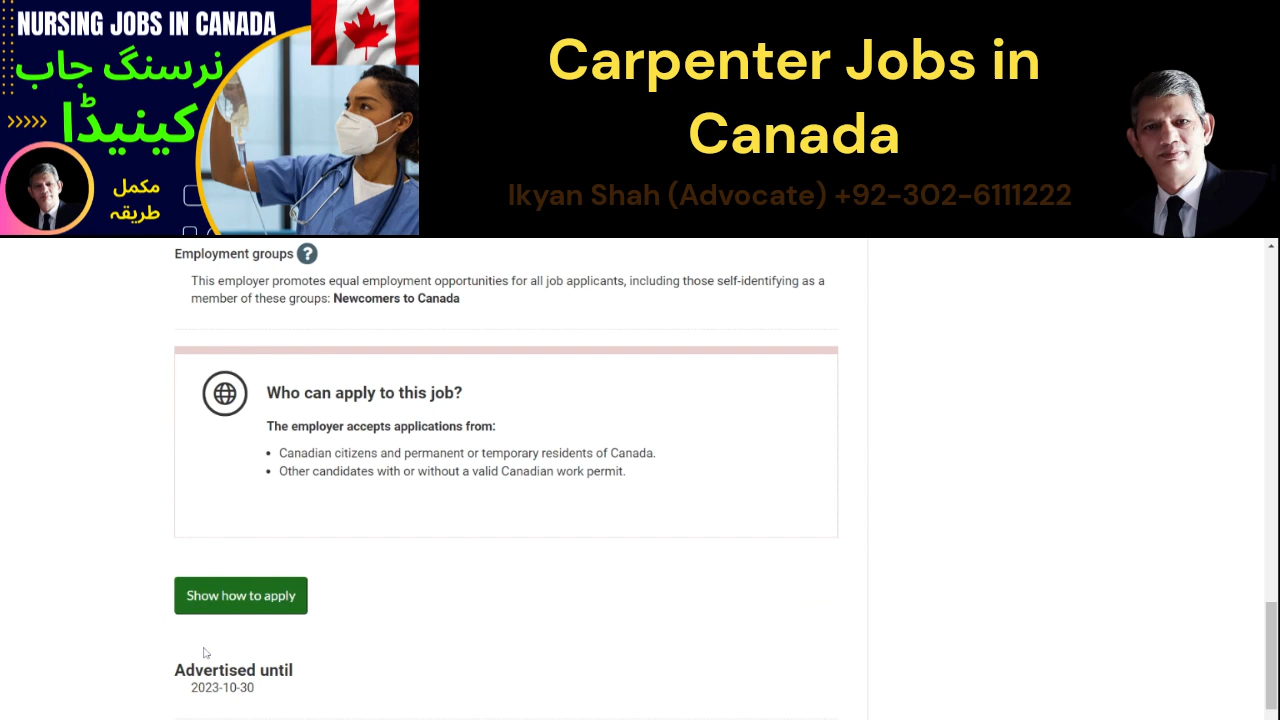 NURSING JOBS IN CANADA
نرسنگ جاب
کینیڈا
مکمل
طریقہ
Carpenter Jobs in
Canada
Ikyan Shah (Advocate) +92-302-6111222
Employment groups ?
This employer promotes equal employment opportunities for all job applicants, including those self-identifying as a
member of these groups: Newcomers to Canada
Who can apply to this job?
The employer accepts applications from:
• Canadian citizens and permanent or temporary residents of Canada.
• Other candidates with or without a valid Canadian work permit.
Show how to apply
Advertised until
2023-10-30